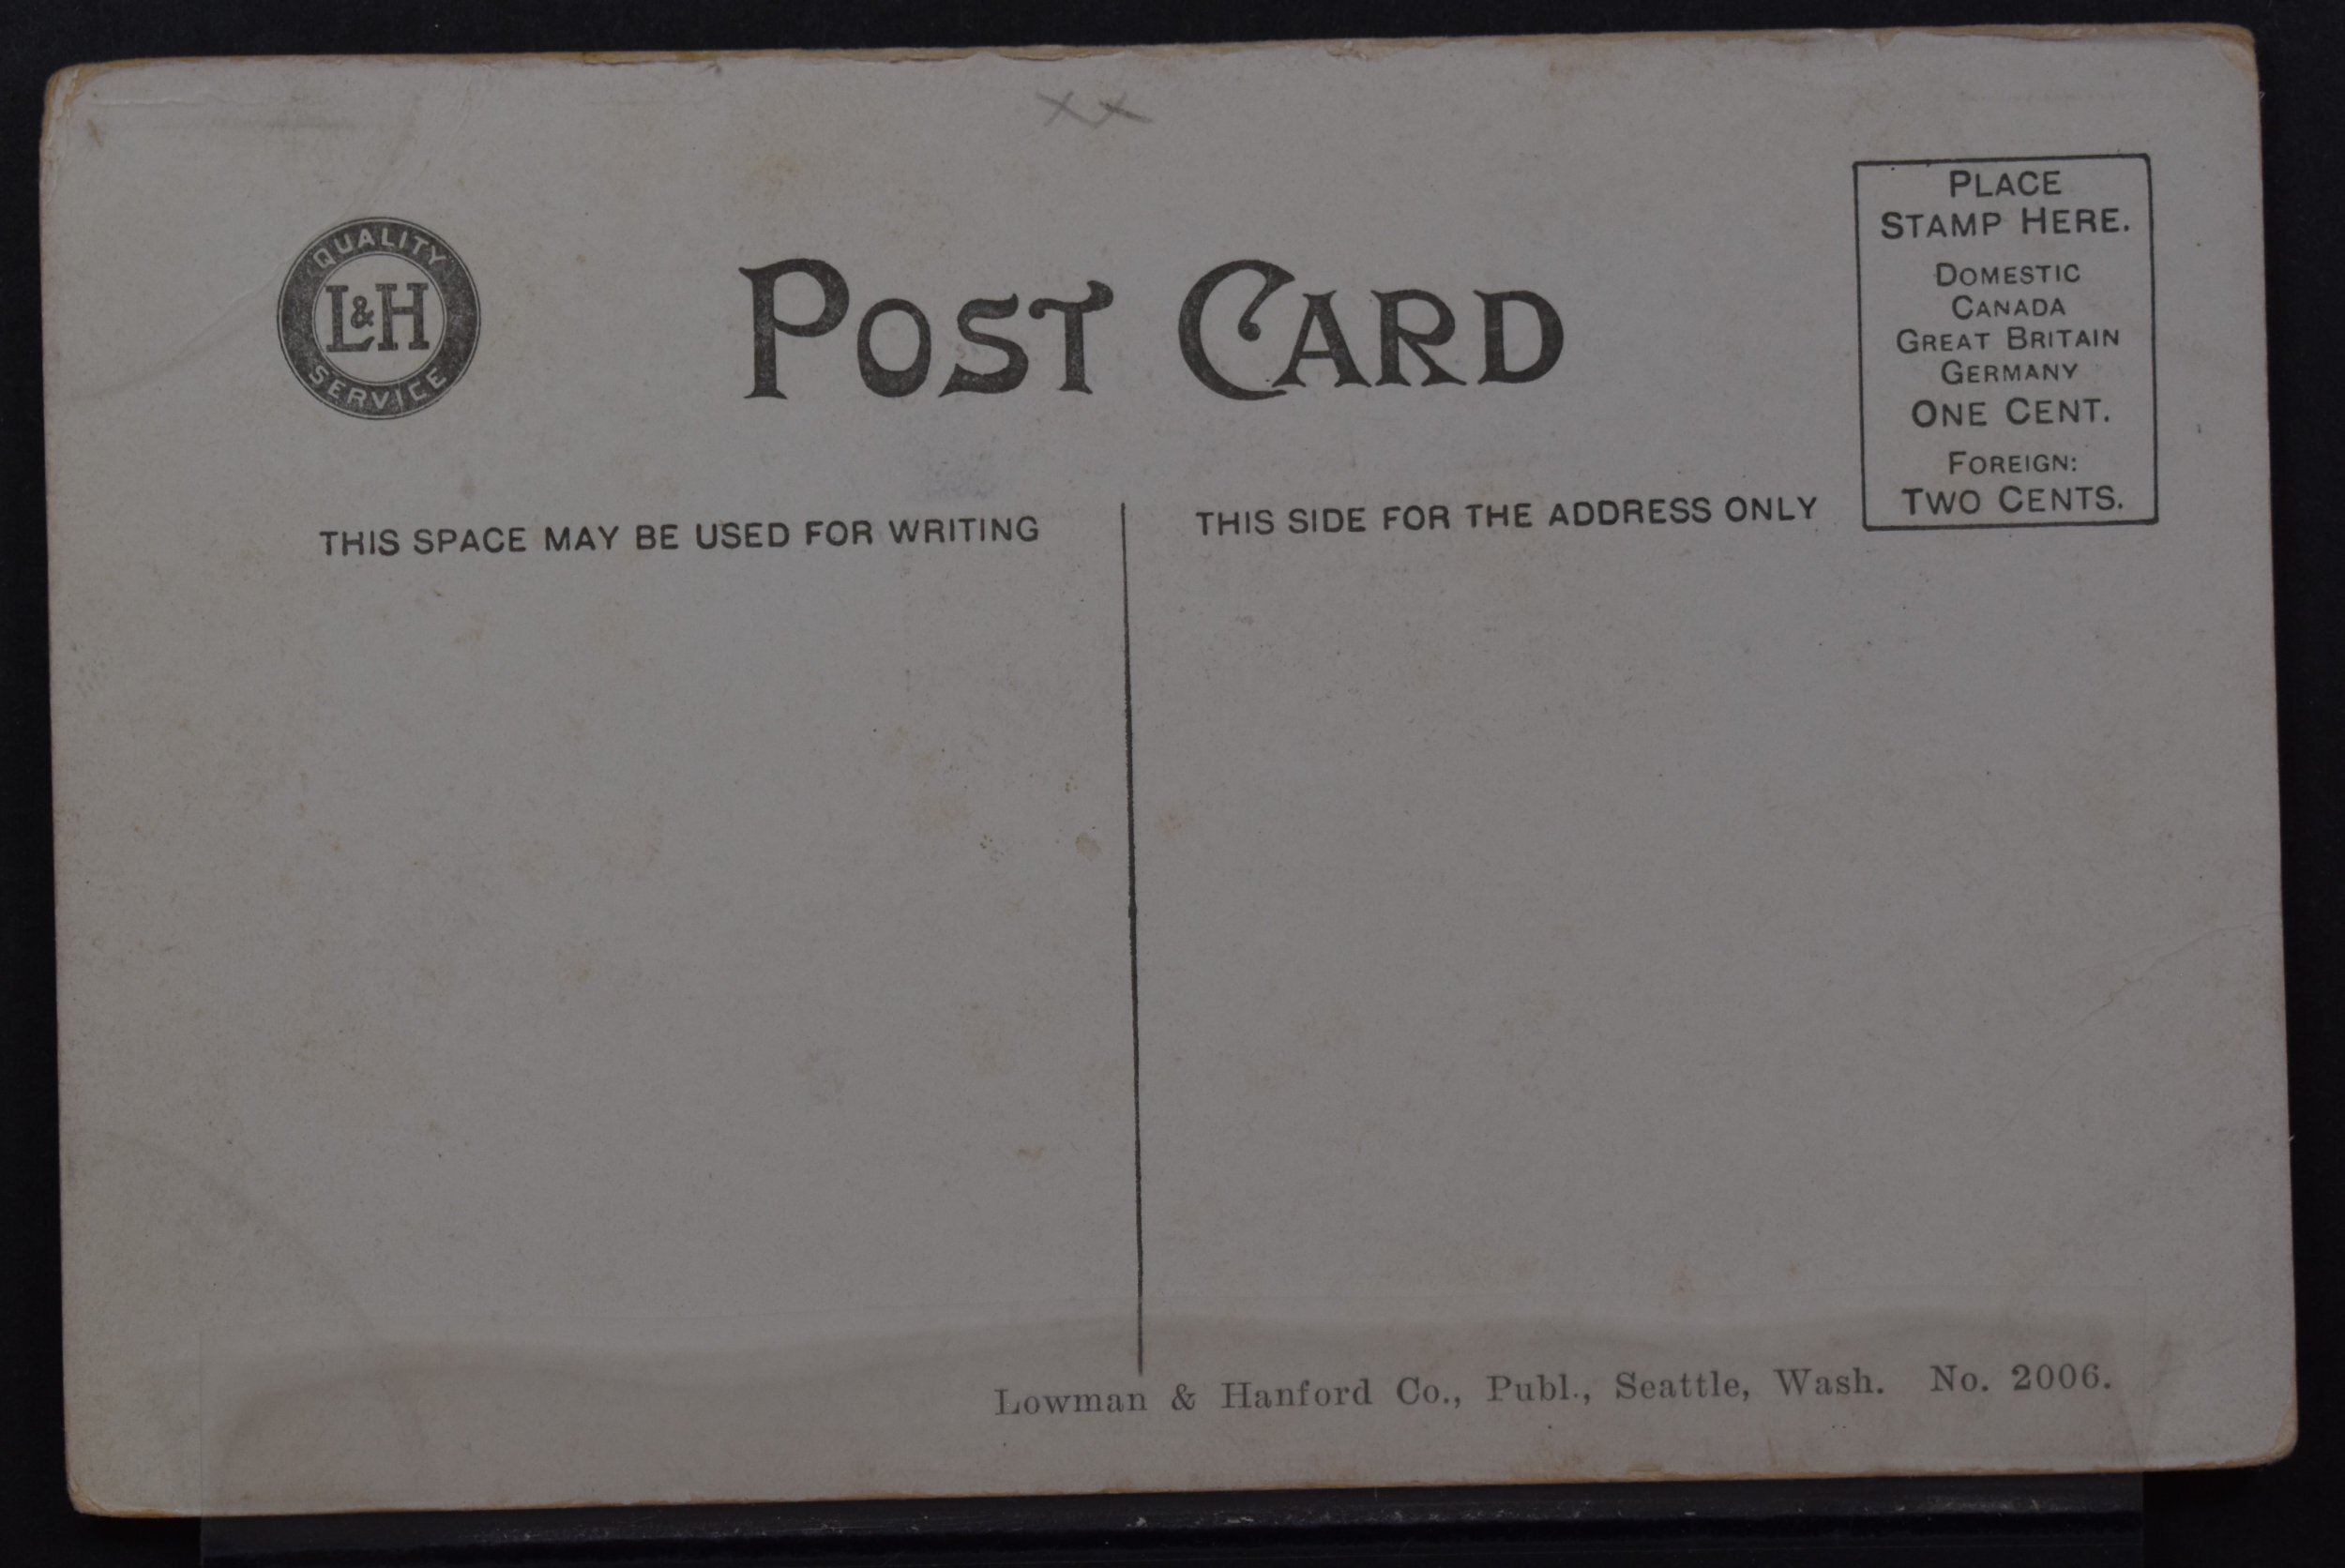 XX
QUALITY
L&H
SERVICE
POST CARD
PLACE
STAMP HERE.
DOMESTIC
CANADA
GREAT BRITAIN
GERMANY
ONE CENT.
FOREIGN:
TWO CENTS.
THIS SPACE MAY BE USED FOR WRITING
THIS SIDE FOR THE ADDRESS ONLY
Lowman & Hanford Co., Publ., Seattle, Wash. No. 2006.